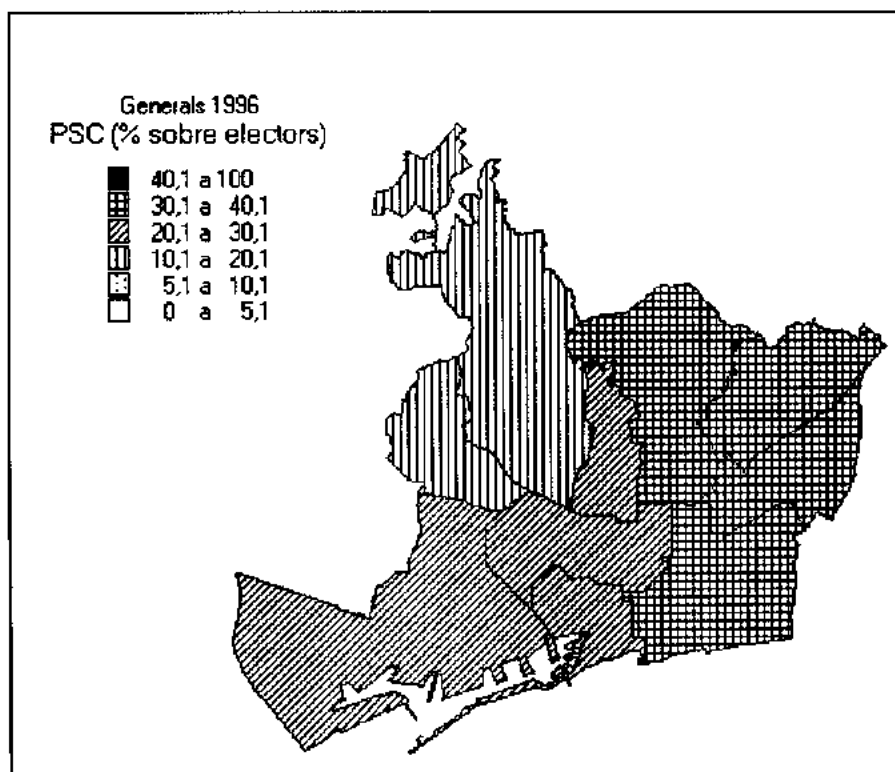 Generals 1996
PSC (% sobre electors)
40,1 a 100
30,1 a 40,1
20,1 a 30,1
10,1 a 20,1
5,1 a 10,1
0 a 5,1